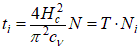 t_i = \frac{4H_c^2}{\pi^2 c_V} N = T \cdot N_i